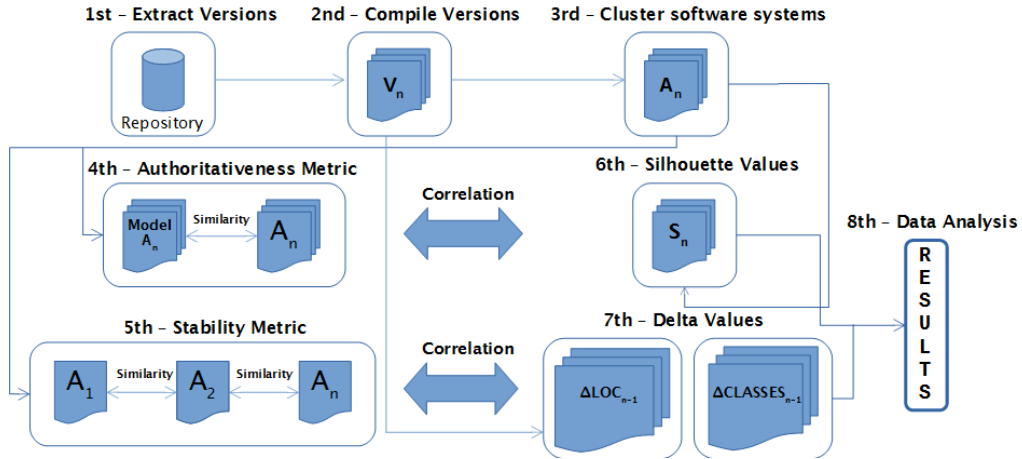 1st – Extract Versions
2nd – Compile Versions
3rd – Cluster software systems
Repository
Vn
An
4th – Authoritativeness Metric
Model
An
Similarity
An
Correlation
6th – Silhouette Values
Sn
8th – Data Analysis
RESULTS
5th – Stability Metric
A1
Similarity
A2
Similarity
An
Correlation
7th – Delta Values
ΔLOCn-1
ΔCLASSESn-1